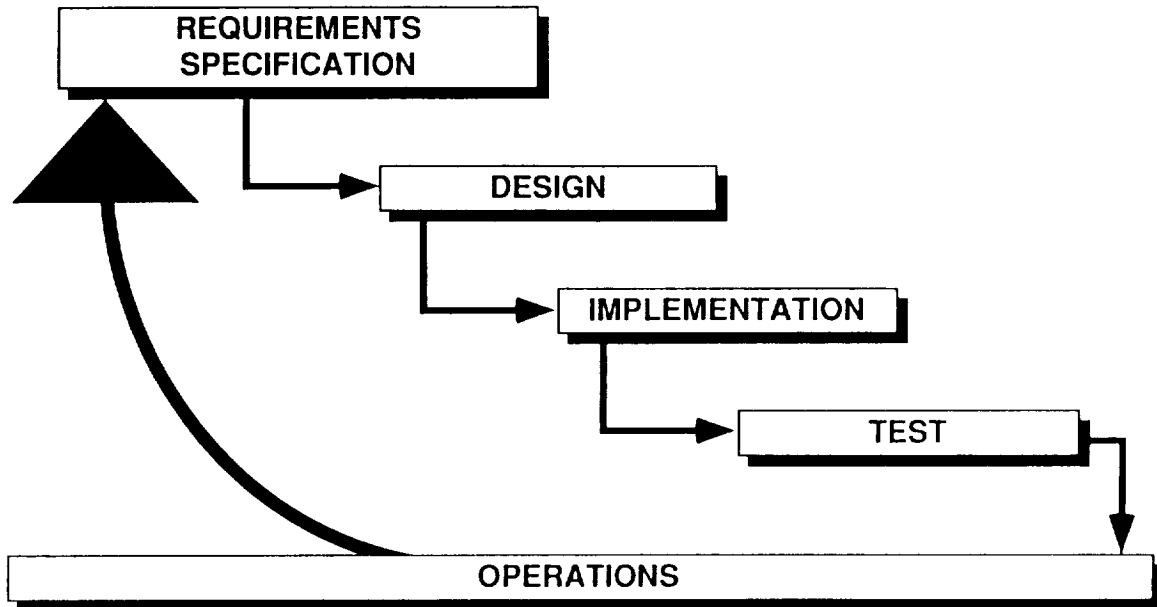 REQUIREMENTS
SPECIFICATION
DESIGN
IMPLEMENTATION
TEST
OPERATIONS